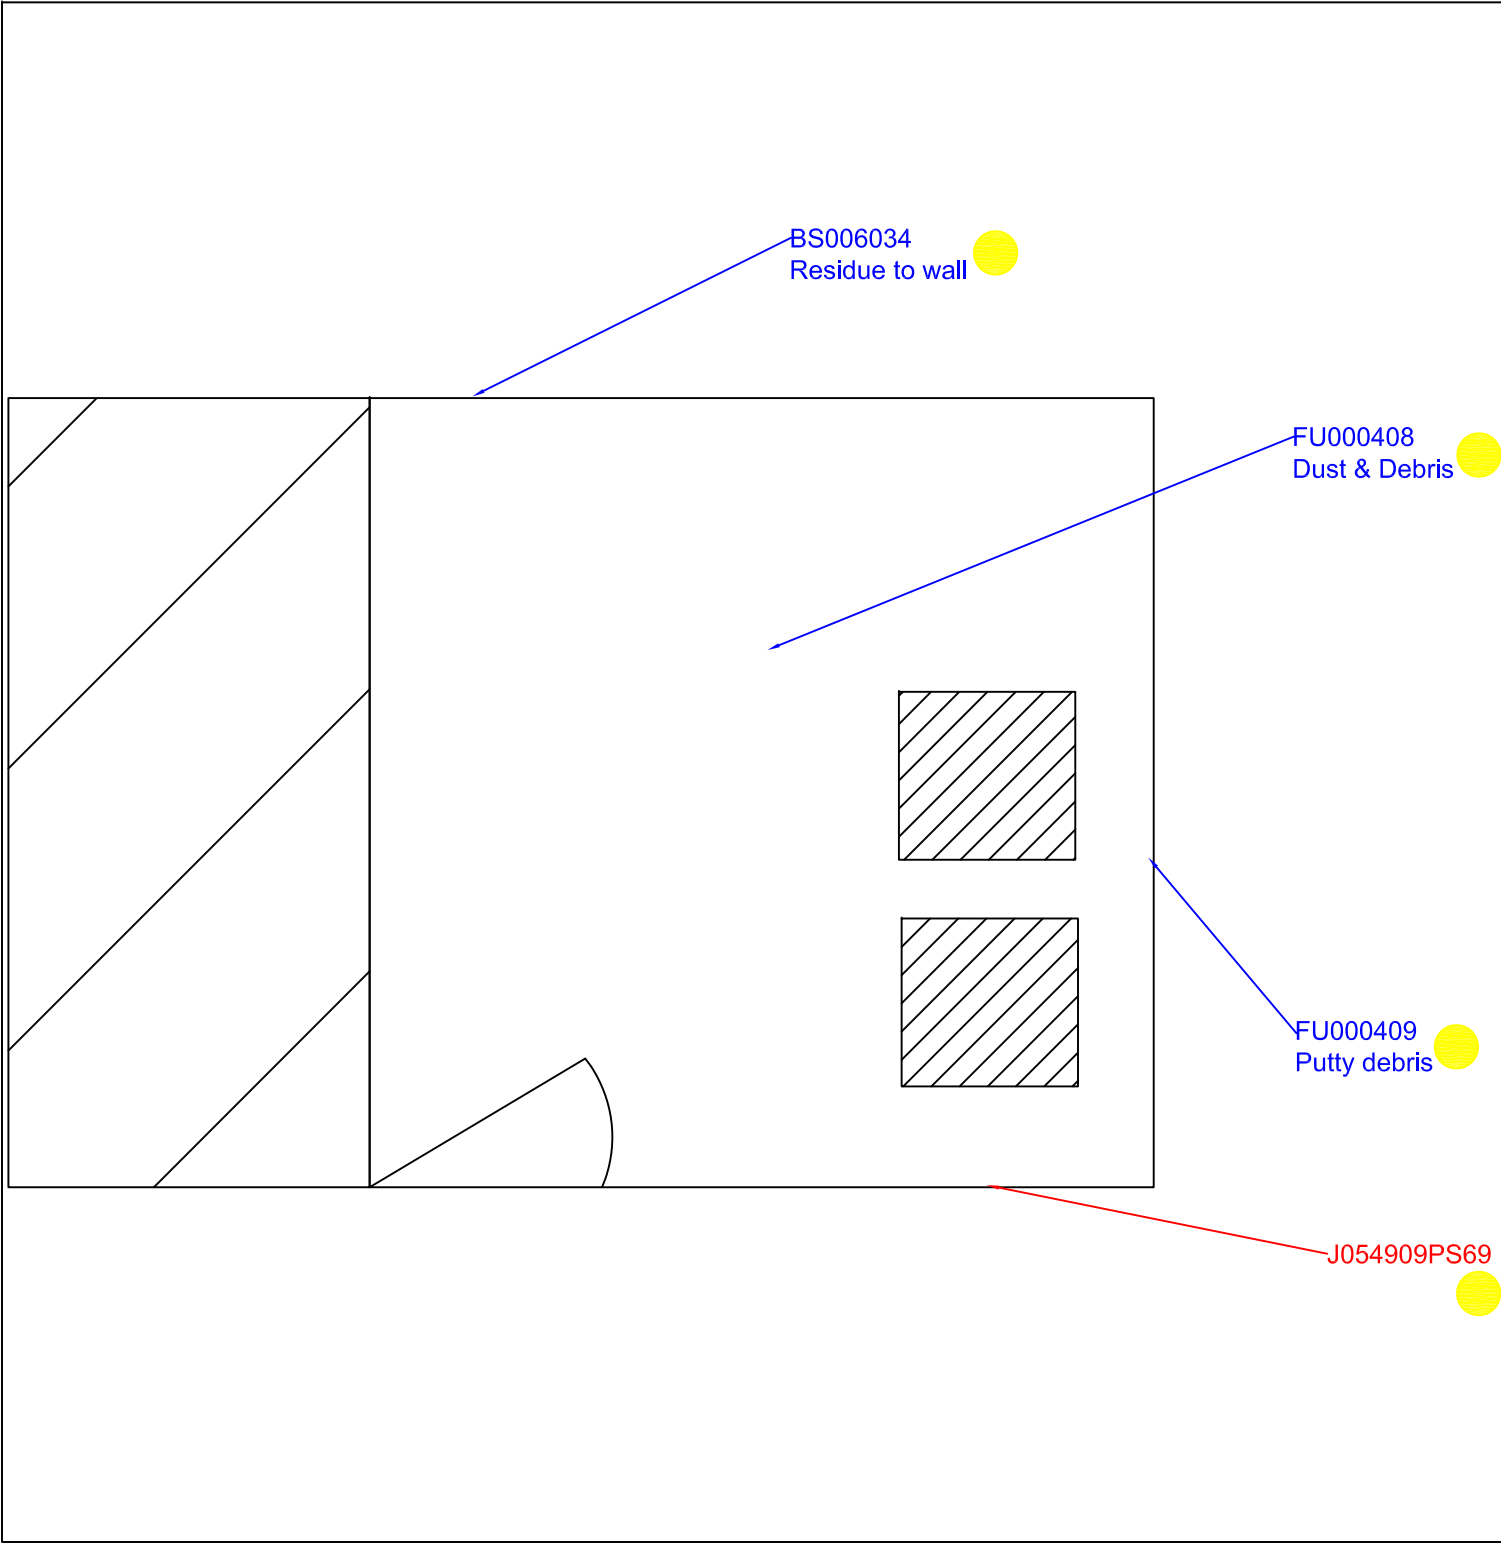 BS006034
Residue to wall
FU000408
Dust & Debris
FU000409
Putty debris
J054909PS69